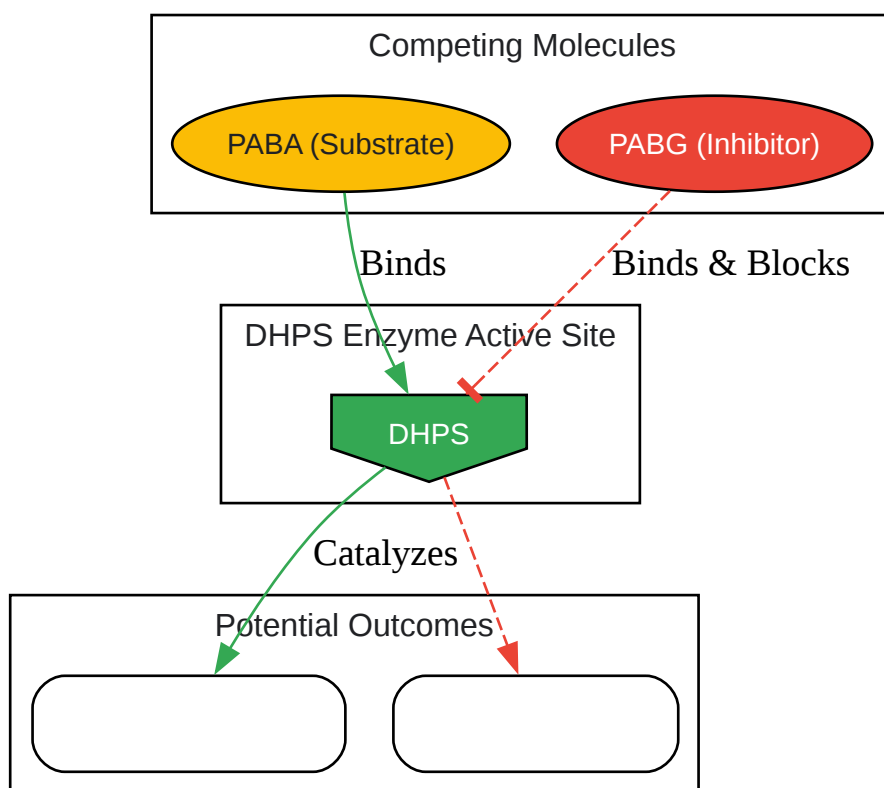 Competing Molecules
PABA (Substrate)
PABG (Inhibitor)
Binds
Binds & Blocks
DHPS Enzyme Active Site
DHPS
Catalyzes
Potential Outcomes